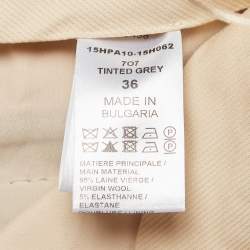 15HPA10-15H062
707
TINTED GREY
36
MADE IN
BULGARIA
MATIERE PRINCIPALE /
MAIN MATERIAL
95% LAINE VIERGE /
VIRGIN WOOL
5% ELASTHANNE /
ELASTANE